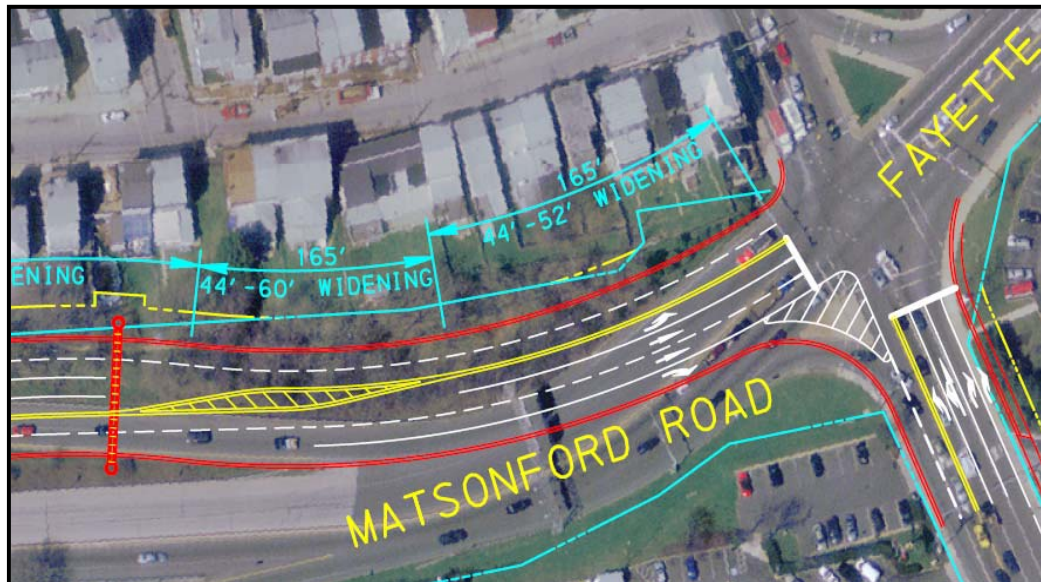 FAYETTE
165'
44'-52' WIDENING
ENING
165'
44'-60' WIDENING
MATSONFORD ROAD